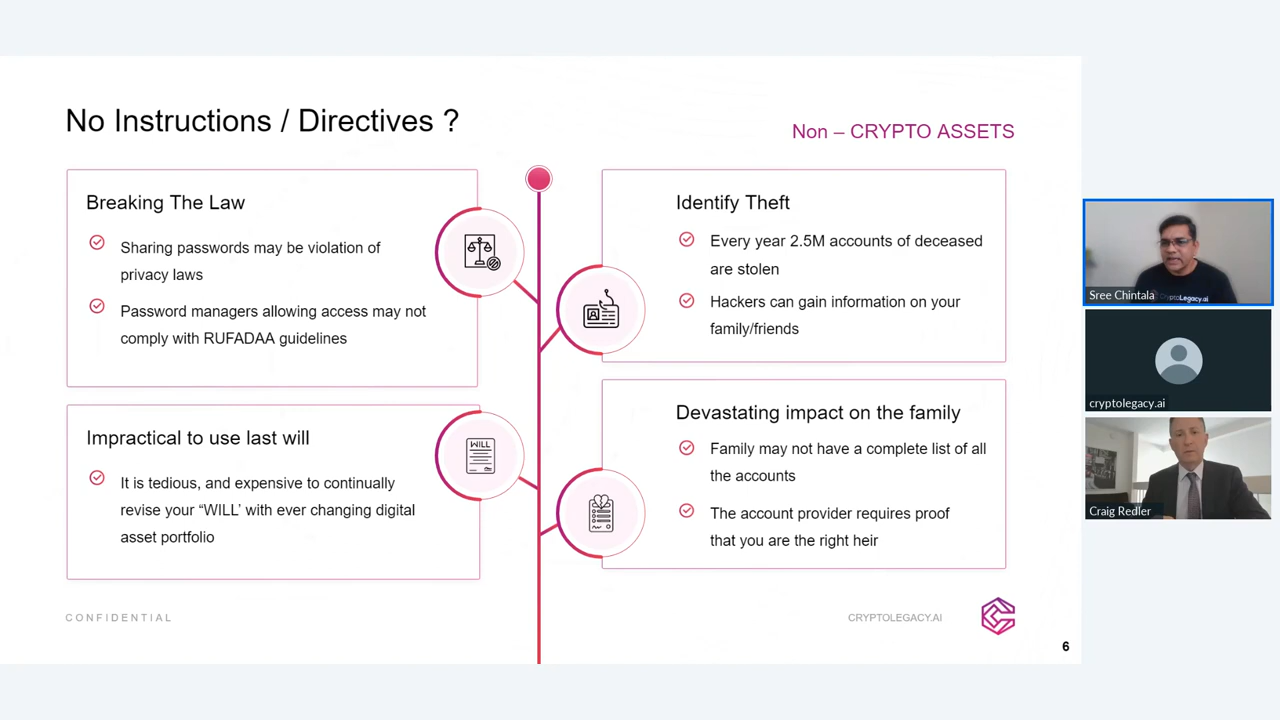 No Instructions / Directives ?
Non – CRYPTO ASSETS
Breaking The Law
Sharing passwords may be violation of
privacy laws
Password managers allowing access may not
comply with RUFADAA guidelines
Identify Theft
Every year 2.5M accounts of deceased
are stolen
Hackers can gain information on your
family/friends
Impractical to use last will
It is tedious, and expensive to continually
revise your “WILL’ with ever changing digital
asset portfolio
WILL
Devastating impact on the family
Family may not have a complete list of all
the accounts
The account provider requires proof
that you are the right heir
CONFIDENTIAL
CRYPTOLEGACY.AI
6
Sree Chintala
CryptoLegacy.ai
cryptolegacy.ai
Craig Redler